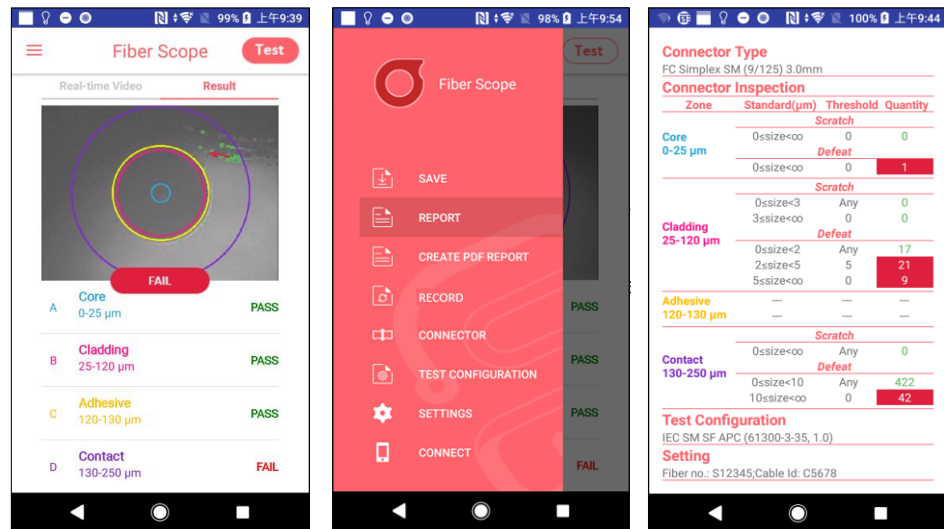 99% 上午9:39
Fiber Scope
Test
Real-time Video Result
FAIL
A Core PASS
0-25 µm
B Cladding PASS
25-120 µm
C Adhesive PASS
120-130 µm
D Contact FAIL
130-250 µm
98% 上午9:54
Test
Fiber Scope
SAVE
REPORT
CREATE PDF REPORT
RECORD
PASS
CONNECTOR
PASS
TEST CONFIGURATION
SETTINGS
PASS
CONNECT
FAIL
100% 上午9:44
Connector Type
FC Simplex SM (9/125) 3.0mm
Connector Inspection
Zone Standard(µm) Threshold Quantity
Scratch
Core
0-25 µm
0≤size<∞ 0 0
Defeat
0≤size<∞ 0 1
Scratch
0≤size<3 Any 0
3≤size<∞ 0 0
Cladding
25-120 µm
Defeat
0≤size<2 Any 17
2≤size<5 5 21
5≤size<∞ 0 9
Adhesive --- --- ---
120-130 µm --- --- ---
Scratch
0≤size<∞ Any 0
Contact
130-250 µm
Defeat
0≤size<10 Any 422
10≤size<∞ 0 42
Test Configuration
IEC SM SF APC (61300-3-35, 1.0)
Setting
Fiber no.: S12345;Cable Id: C5678